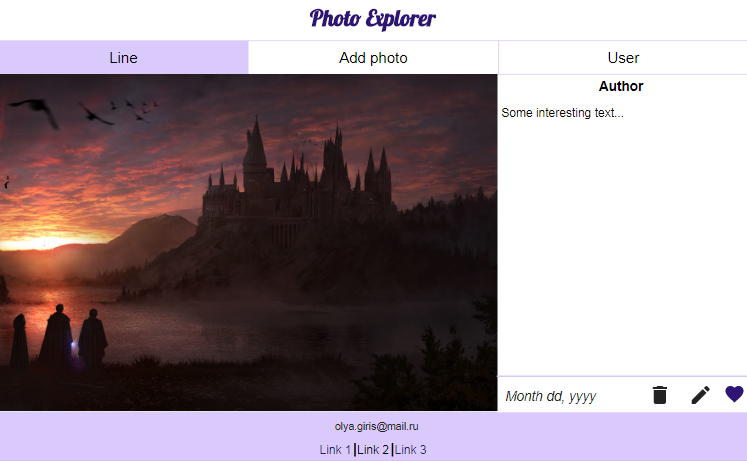 Photo Explorer
Line
Add photo
User
Author
Some interesting text...
Month dd, yyyy
olya.giris@mail.ru
Link 1|Link 2|Link 3